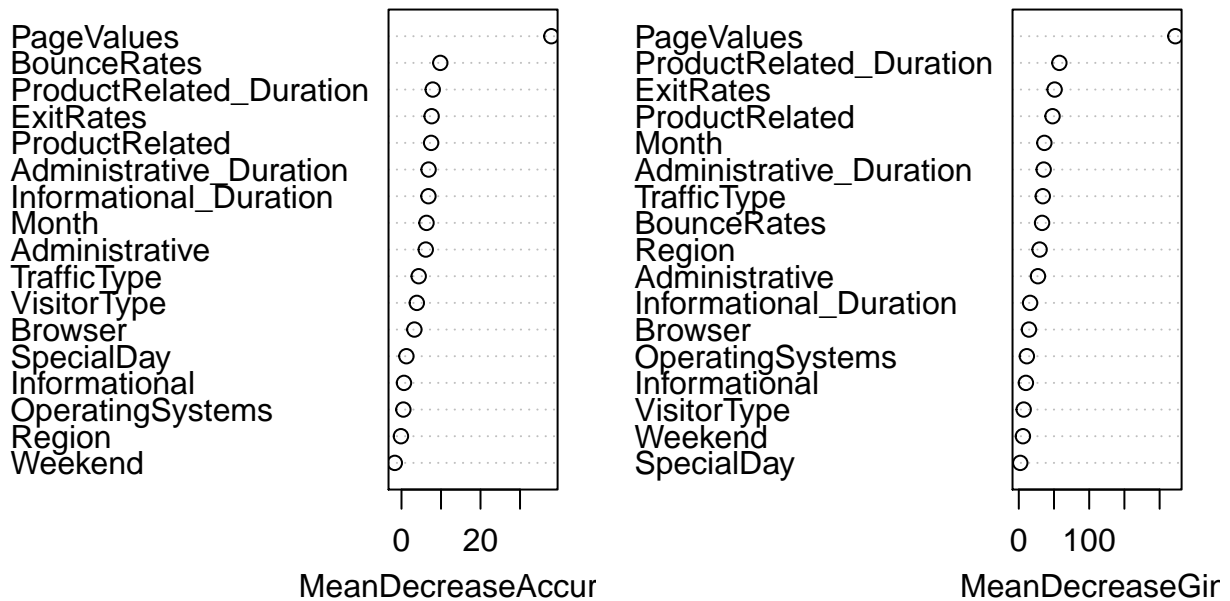 PageValues
BounceRates
ProductRelated_Duration
ExitRates
ProductRelated
Administrative_Duration
Informational_Duration
Month
Administrative
TrafficType
VisitorType
Browser
SpecialDay
Informational
OperatingSystems
Region
Weekend
0 20
MeanDecreaseAccur
PageValues
ProductRelated_Duration
ExitRates
ProductRelated
Month
Administrative_Duration
TrafficType
BounceRates
Region
Administrative
Informational_Duration
Browser
OperatingSystems
Informational
VisitorType
Weekend
SpecialDay
0 100
MeanDecreaseGin